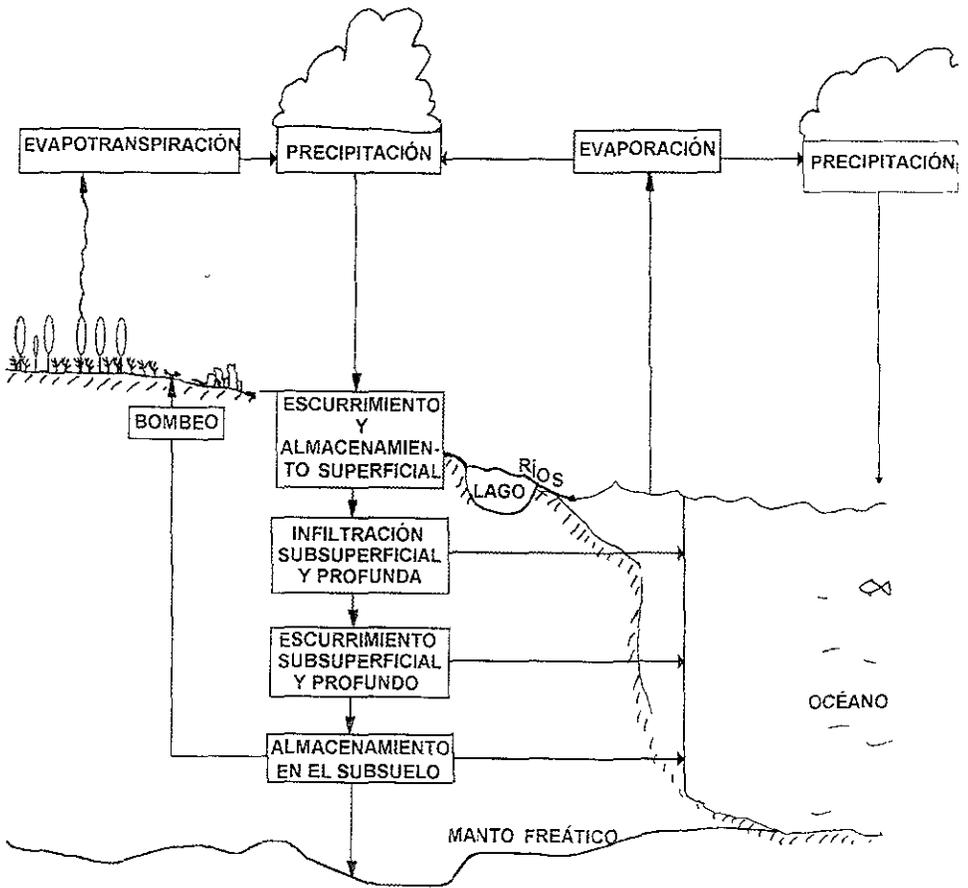 EVAPOTRANSPIRACIÓN
PRECIPITACIÓN
EVAPORACIÓN
PRECIPITACIÓN
BOMBEO
ESCURRIMIENTO
Y
ALMACENAMIEN-
TO SUPERFICIAL
LAGO
RÍOS
INFILTRACIÓN
SUBSUPERFICIAL
Y PROFUNDA
ESCURRIMIENTO
SUBSUPERFICIAL
Y PROFUNDO
OCÉANO
ALMACENAMIENTO
EN EL SUBSUELO
MANTO FREÁTICO